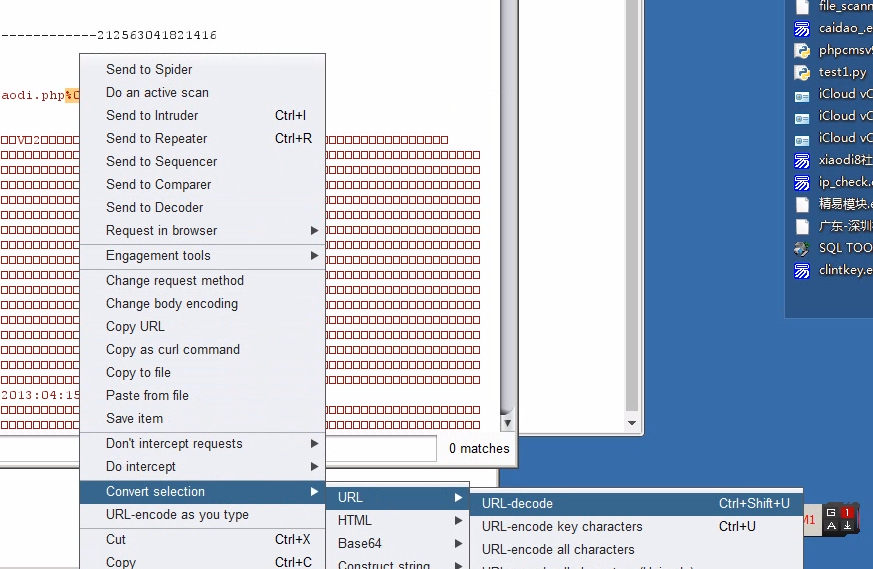 -------------212563041821416
aodi.php%
2013:04:15
Send to Spider
Do an active scan
Send to Intruder Ctrl+I
Send to Repeater Ctrl+R
Send to Sequencer
Send to Comparer
Send to Decoder
Request in browser
Engagement tools
Change request method
Change body encoding
Copy URL
Copy as curl command
Copy to file
Paste from file
Save item
Don't intercept requests
Do intercept
Convert selection
URL-encode as you type
Cut Ctrl+X
Copy Ctrl+C
URL
HTML
Base64
Construct string
URL-decode Ctrl+Shift+U
URL-encode key characters Ctrl+U
URL-encode all characters
0 matches
file_scann
caidao_.e
phpcmsv9
test1.py
iCloud vC
iCloud vC
iCloud vC
xiaodi8社
ip_check.e
精易模块.e
广东-深圳
SQL TOO
clintkey.e
M1
G 1
A